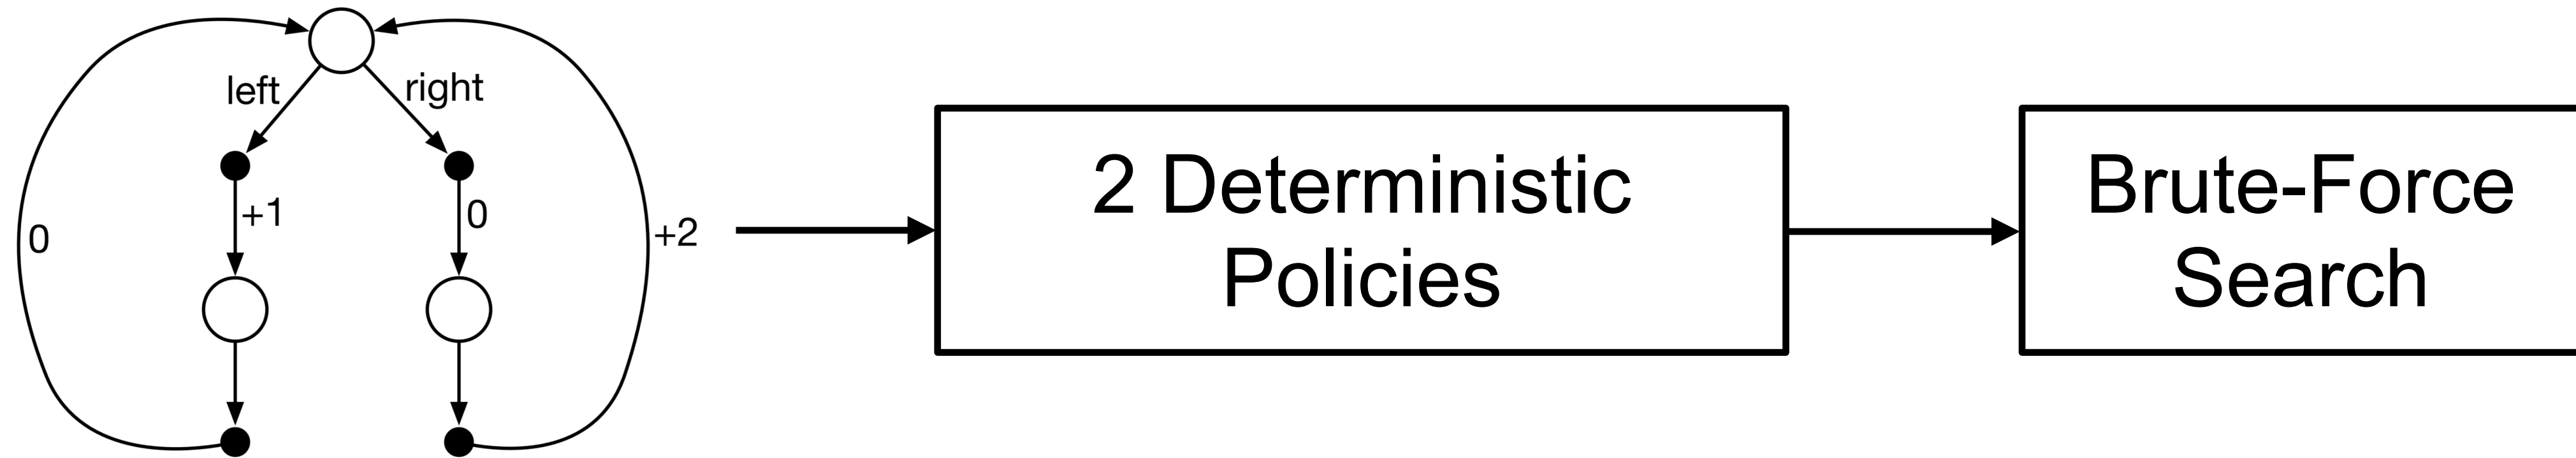 left
right
+1
0
0
+2
2 Deterministic
Policies
Brute-Force
Search